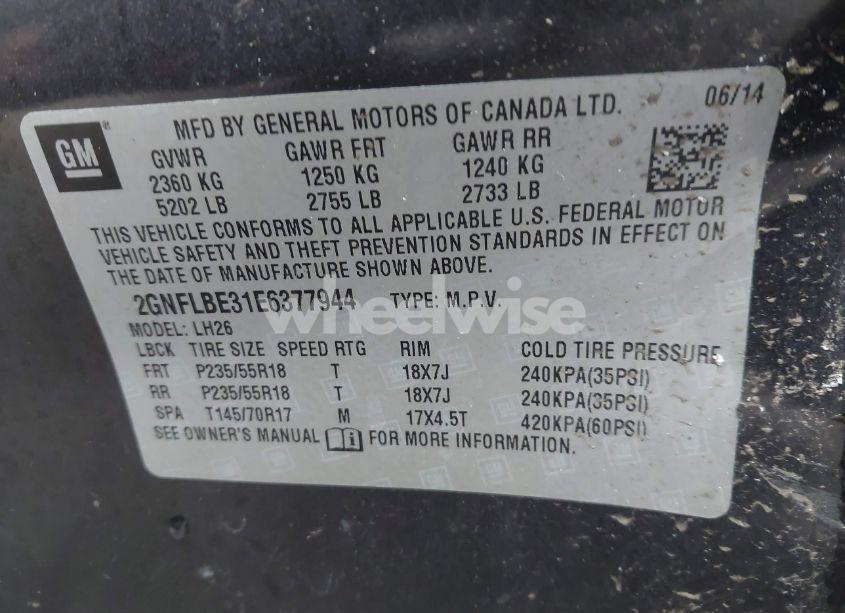 GM
MFD BY GENERAL MOTORS OF CANADA LTD. 06/14
GVWR GAWR FRT GAWR RR
2360 KG 1250 KG 1240 KG
5202 LB 2755 LB 2733 LB
THIS VEHICLE CONFORMS TO ALL APPLICABLE U.S. FEDERAL MOTOR
VEHICLE SAFETY AND THEFT PREVENTION STANDARDS IN EFFECT ON
THE DATE OF MANUFACTURE SHOWN ABOVE.
2GNFLBE31E6377944 TYPE: M.P.V.
wheelwise
MODEL: LH26
LBCK TIRE SIZE SPEED RTG RIM COLD TIRE PRESSURE
FRT P235/55R18 T 18X7J 240KPA(35PSI)
RR P235/55R18 T 18X7J 240KPA(35PSI)
SPA T145/70R17 M 17X4.5T 420KPA(60PSI)
SEE OWNER'S MANUAL FOR MORE INFORMATION.